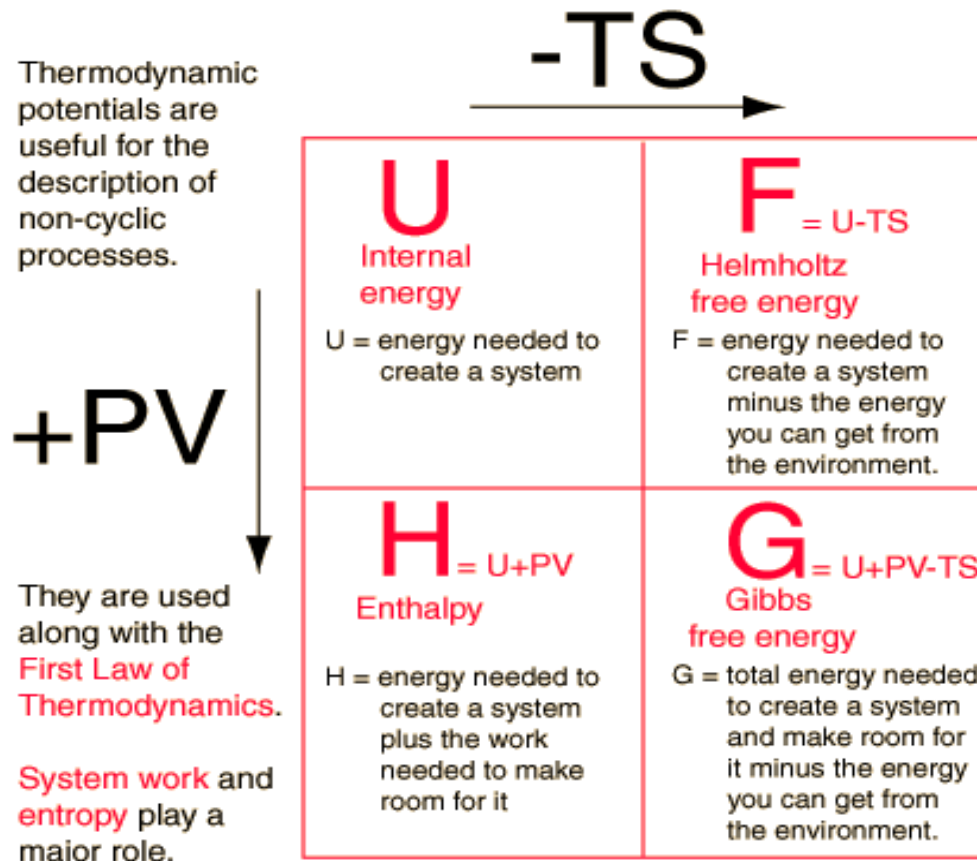 -TS
Thermodynamic
potentials are
useful for the
description of
non-cyclic
processes.
+PV
They are used
along with the
First Law of
Thermodynamics.
System work and
entropy play a
major role.
U
Internal
energy
U = energy needed to
create a system
F = U-TS
Helmholtz
free energy
F = energy needed to
create a system
minus the energy
you can get from
the environment.
H = U+PV
Enthalpy
H = energy needed to
create a system
plus the work
needed to make
room for it
G = U+PV-TS
Gibbs
free energy
G = total energy needed
to create a system
and make room for
it minus the energy
you can get from
the environment.